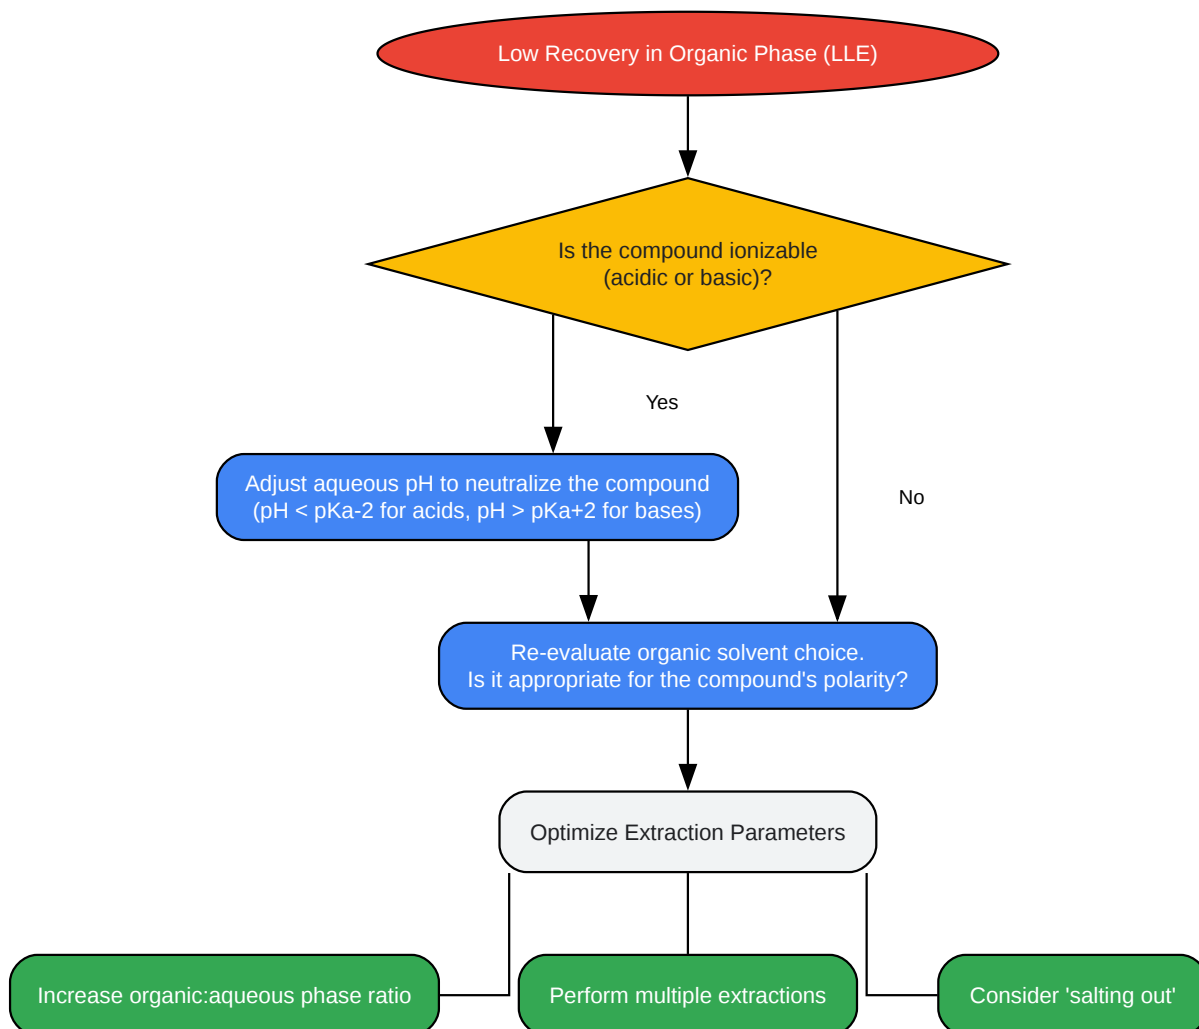 Low Recovery in Organic Phase (LLE)
Is the compound ionizable
(acidic or basic)?
Yes
Adjust aqueous pH to neutralize the compound
(pH < pKa-2 for acids, pH > pKa+2 for bases)
No
Re-evaluate organic solvent choice.
Is it appropriate for the compound's polarity?
Optimize Extraction Parameters
Increase organic:aqueous phase ratio
Perform multiple extractions
Consider 'salting out'